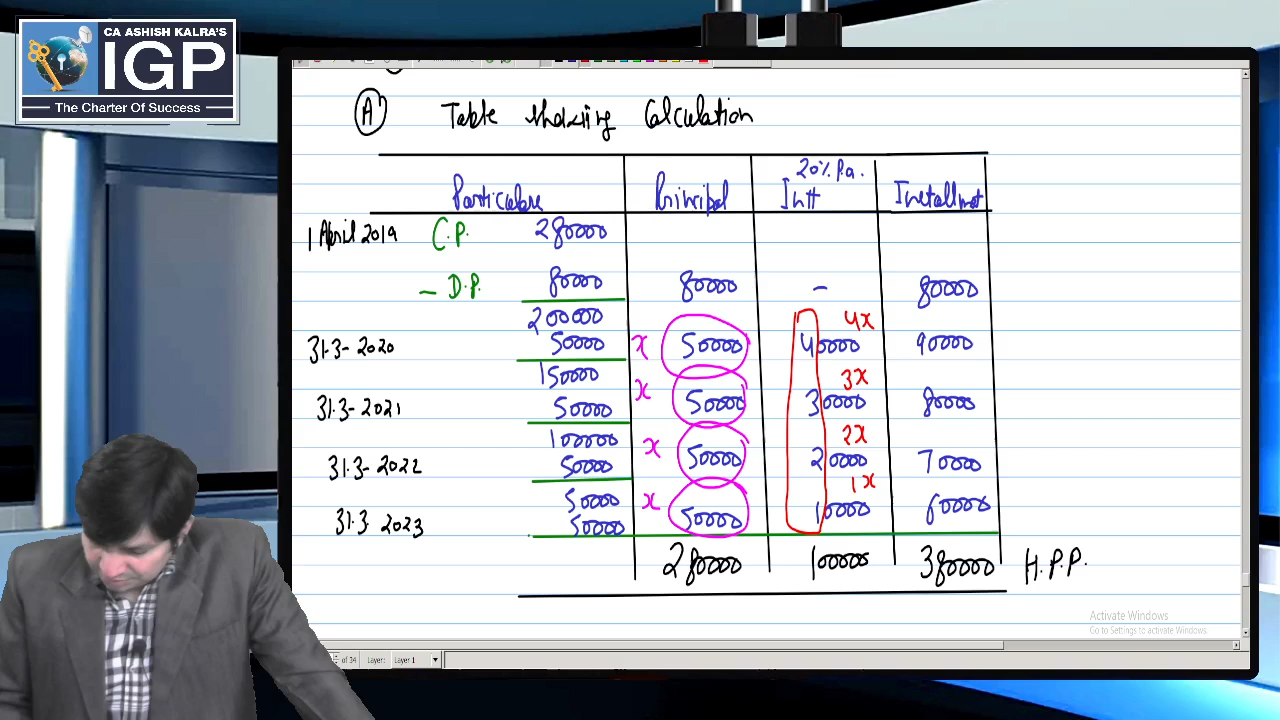 CA ASHISH KALRA'S
IGP
The Charter Of Success
(A) Table Showing Calculation
Particulars Principal 20% P.a. Intt Installment
1 April 2019 C.P. 280000
- D.P. 80000 80000 - 80000
200000
31.3-2020 50000 x 50000 40000 4x 90000
150000
31.3-2021 50000 x 50000 30000 3x 80000
100000
31.3-2022 50000 x 50000 20000 2x 70000
50000
31.3 2023 50000 x 50000 10000 1x 60000
280000 100000 380000 H.P.P.
Activate Windows
Go to Settings to activate Windows.
of 34 Layer: Layer 1